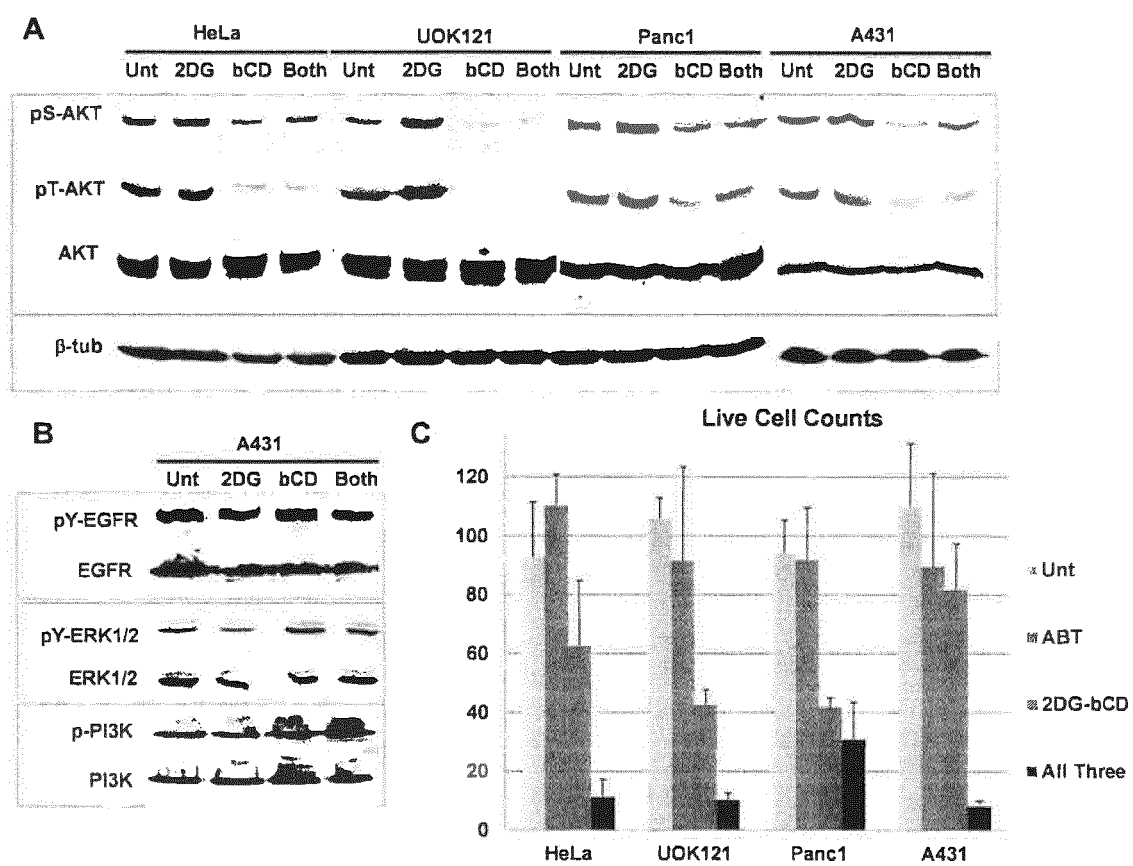 A
HeLa UOK121 Panc1 A431
Unt 2DG bCD Both Unt 2DG bCD Both Unt 2DG bCD Both Unt 2DG bCD Both
pS-AKT
pT-AKT
AKT
β-tub
B
A431
Unt 2DG bCD Both
pY-EGFR
EGFR
pY-ERK1/2
ERK1/2
p-PI3K
PI3K
C
Live Cell Counts
120
100
80
60
40
20
0
HeLa UOK121 Panc1 A431
Unt
ABT
2DG-bCD
All Three